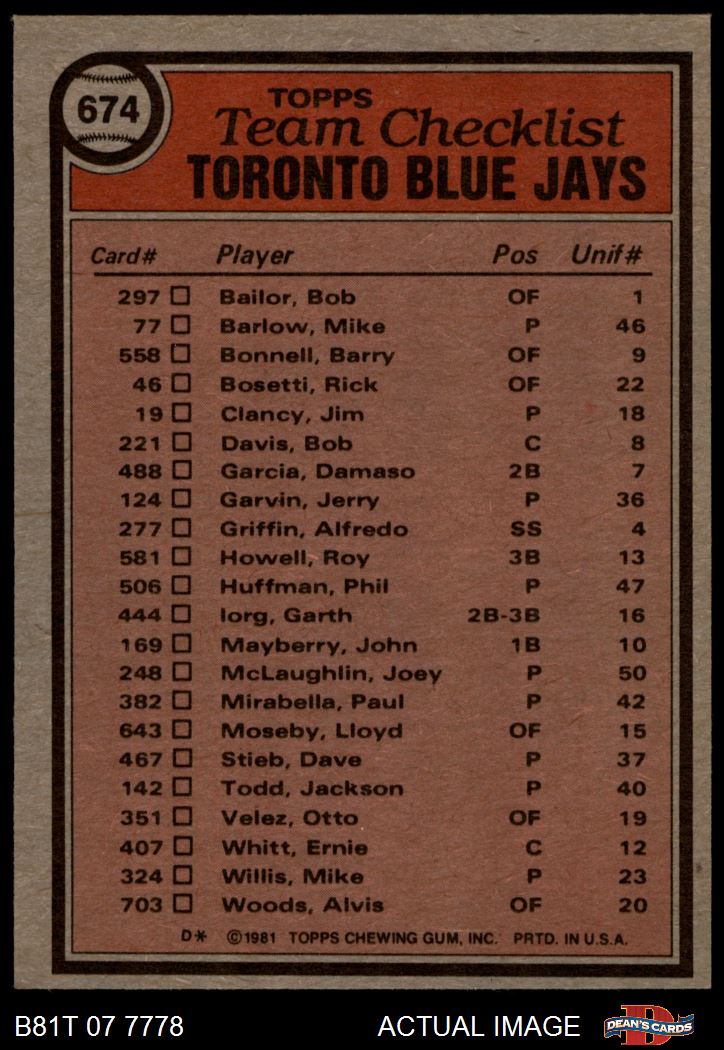 674
TOPPS
Team Checklist
TORONTO BLUE JAYS
Card# Player Pos Unif#
297 Bailor, Bob OF 1
77 Barlow, Mike P 46
558 Bonnell, Barry OF 9
46 Bosetti, Rick OF 22
19 Clancy, Jim P 18
221 Davis, Bob C 8
488 Garcia, Damaso 2B 7
124 Garvin, Jerry P 36
277 Griffin, Alfredo SS 4
581 Howell, Roy 3B 13
506 Huffman, Phil P 47
444 Iorg, Garth 2B-3B 16
169 Mayberry, John 1B 10
248 McLaughlin, Joey P 50
382 Mirabella, Paul P 42
643 Moseby, Lloyd OF 15
467 Stieb, Dave P 37
142 Todd, Jackson P 40
351 Velez, Otto OF 19
407 Whitt, Ernie C 12
324 Willis, Mike P 23
703 Woods, Alvis OF 20
D* ©1981 TOPPS CHEWING GUM, INC. PRTD. IN U.S.A.
B81T 07 7778 ACTUAL IMAGE DEAN'S CARDS